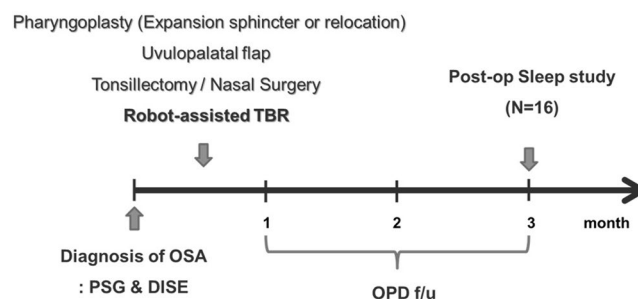 Pharyngoplasty (Expansion sphincter or relocation)
Uvulopalatal flap
Tonsillectomy / Nasal Surgery
Robot-assisted TBR
Post-op Sleep study
(N=16)
1
2
3
month
Diagnosis of OSA
: PSG & DISE
OPD f/u